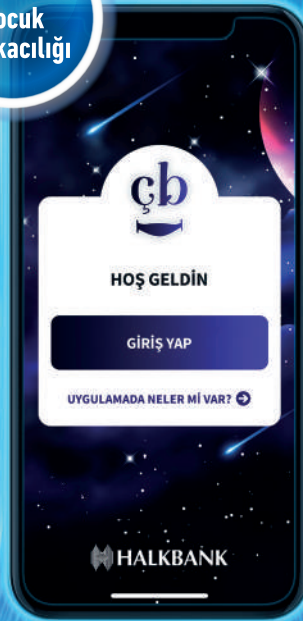 ocuk
kacılığı
çb
HOŞ GELDİN
GİRİŞ YAP
UYGULAMADA NELER Mİ VAR?
HALKBANK